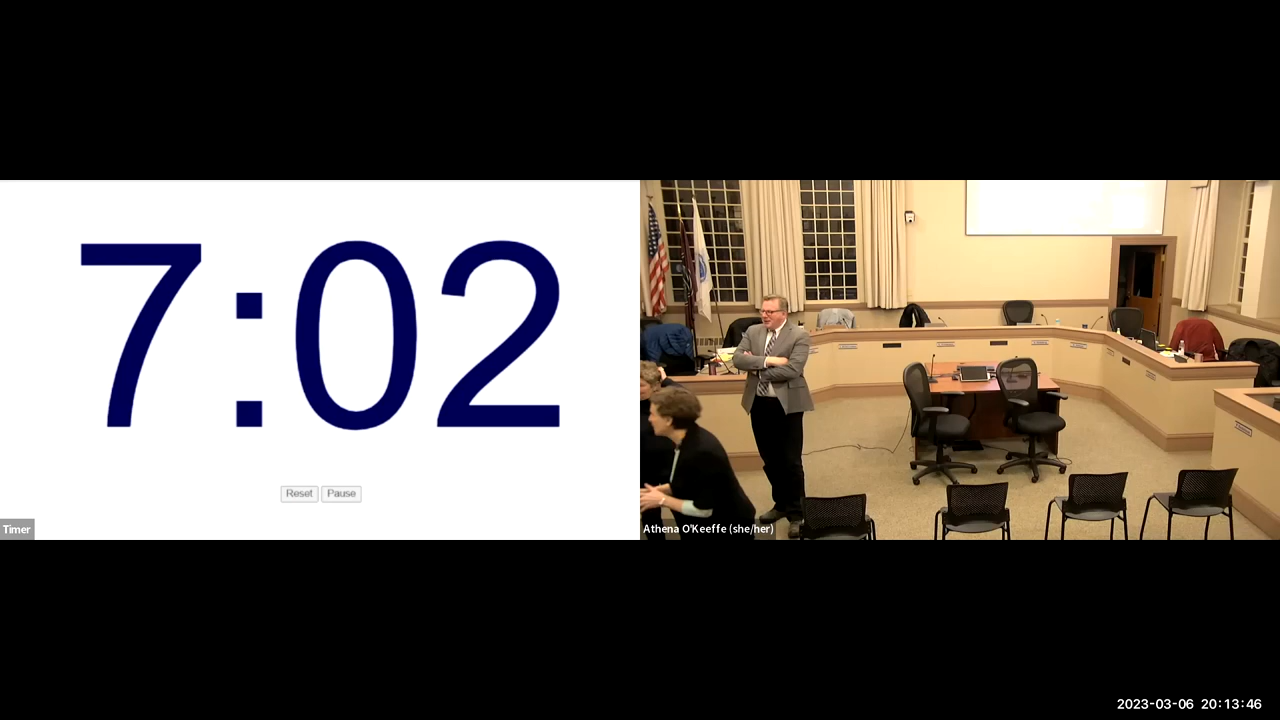 7:02
Reset Pause
Timer
Athena O'Keeffe (she/her)
2023-03-06 20:13:46